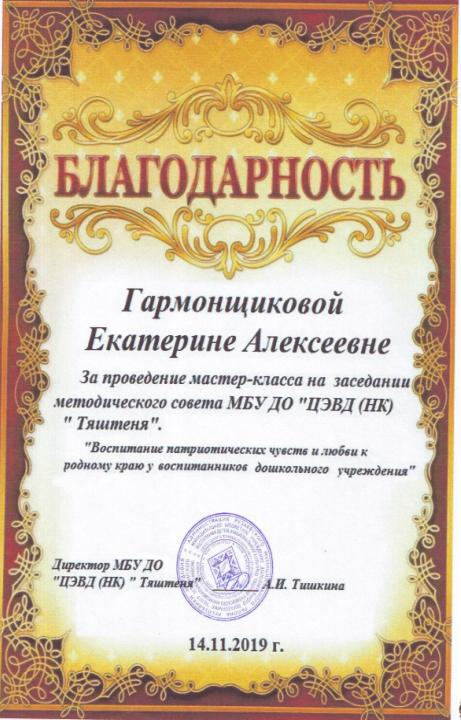 БЛАГОДАРНОСТЬ
Гармонщиковой
Екатерине Алексеевне
За проведение мастер-класса на заседании
методического совета МБУ ДО "ЦЭВД (НК)
" Тяштеня".
"Воспитание патриотических чувств и любви к
родному краю у воспитанников дошкольного учреждения"
Директор МБУ ДО
"ЦЭВД (НК) " Тяштеня" ______ А.И. Тишкина
14.11.2019 г.